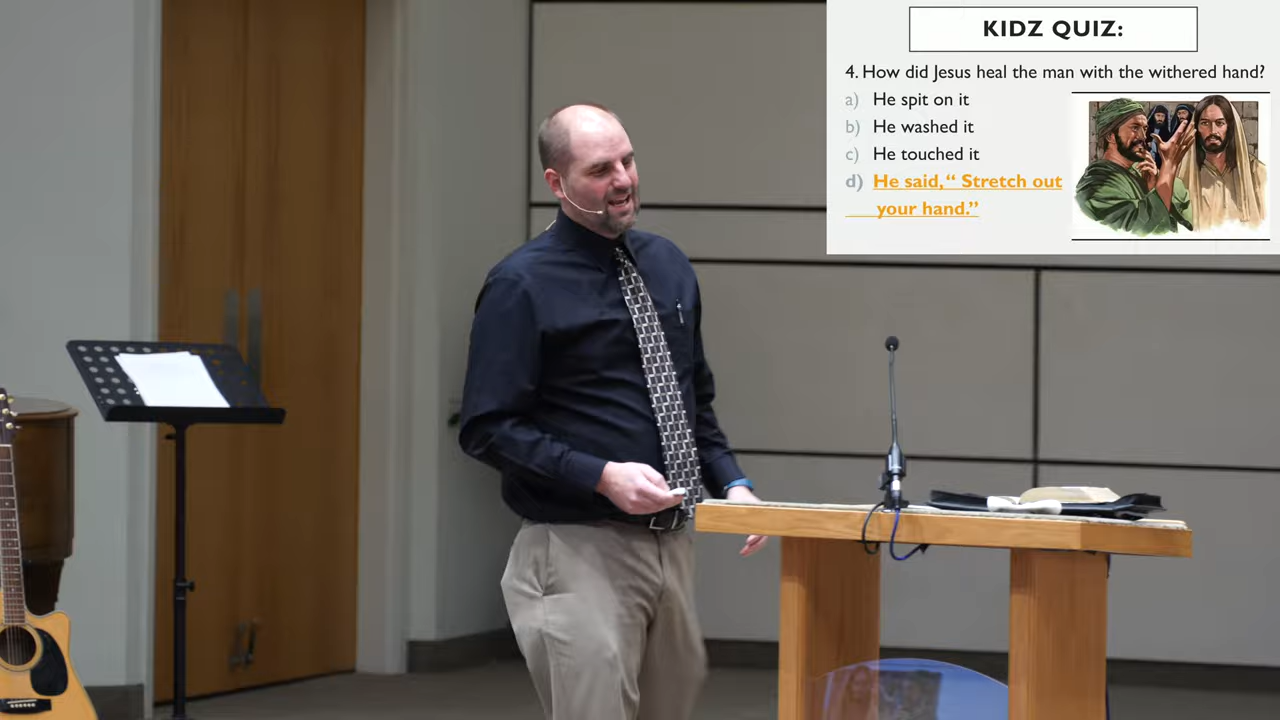 KIDZ QUIZ:
4. How did Jesus heal the man with the withered hand?
a) He spit on it
b) He washed it
c) He touched it
d) He said, “ Stretch out
your hand.”